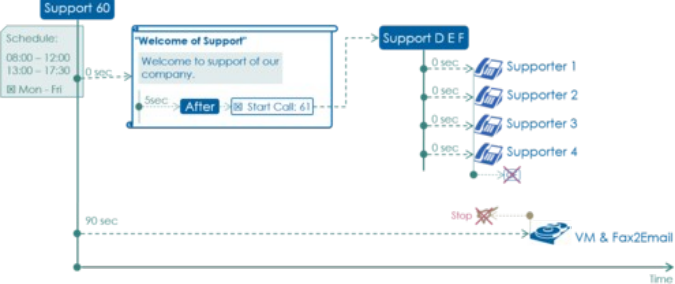 Support 60
Schedule:
08:00 – 12:00
13:00 – 17:30
Mon - Fri
0 sec
"Welcome of Support"
Welcome to support of our
company.
5sec
After
Start Call: 61
Support D E F
0 sec
Supporter 1
0 sec
Supporter 2
0 sec
Supporter 3
0 sec
Supporter 4
90 sec
Stop
VM & Fax2Email
Time